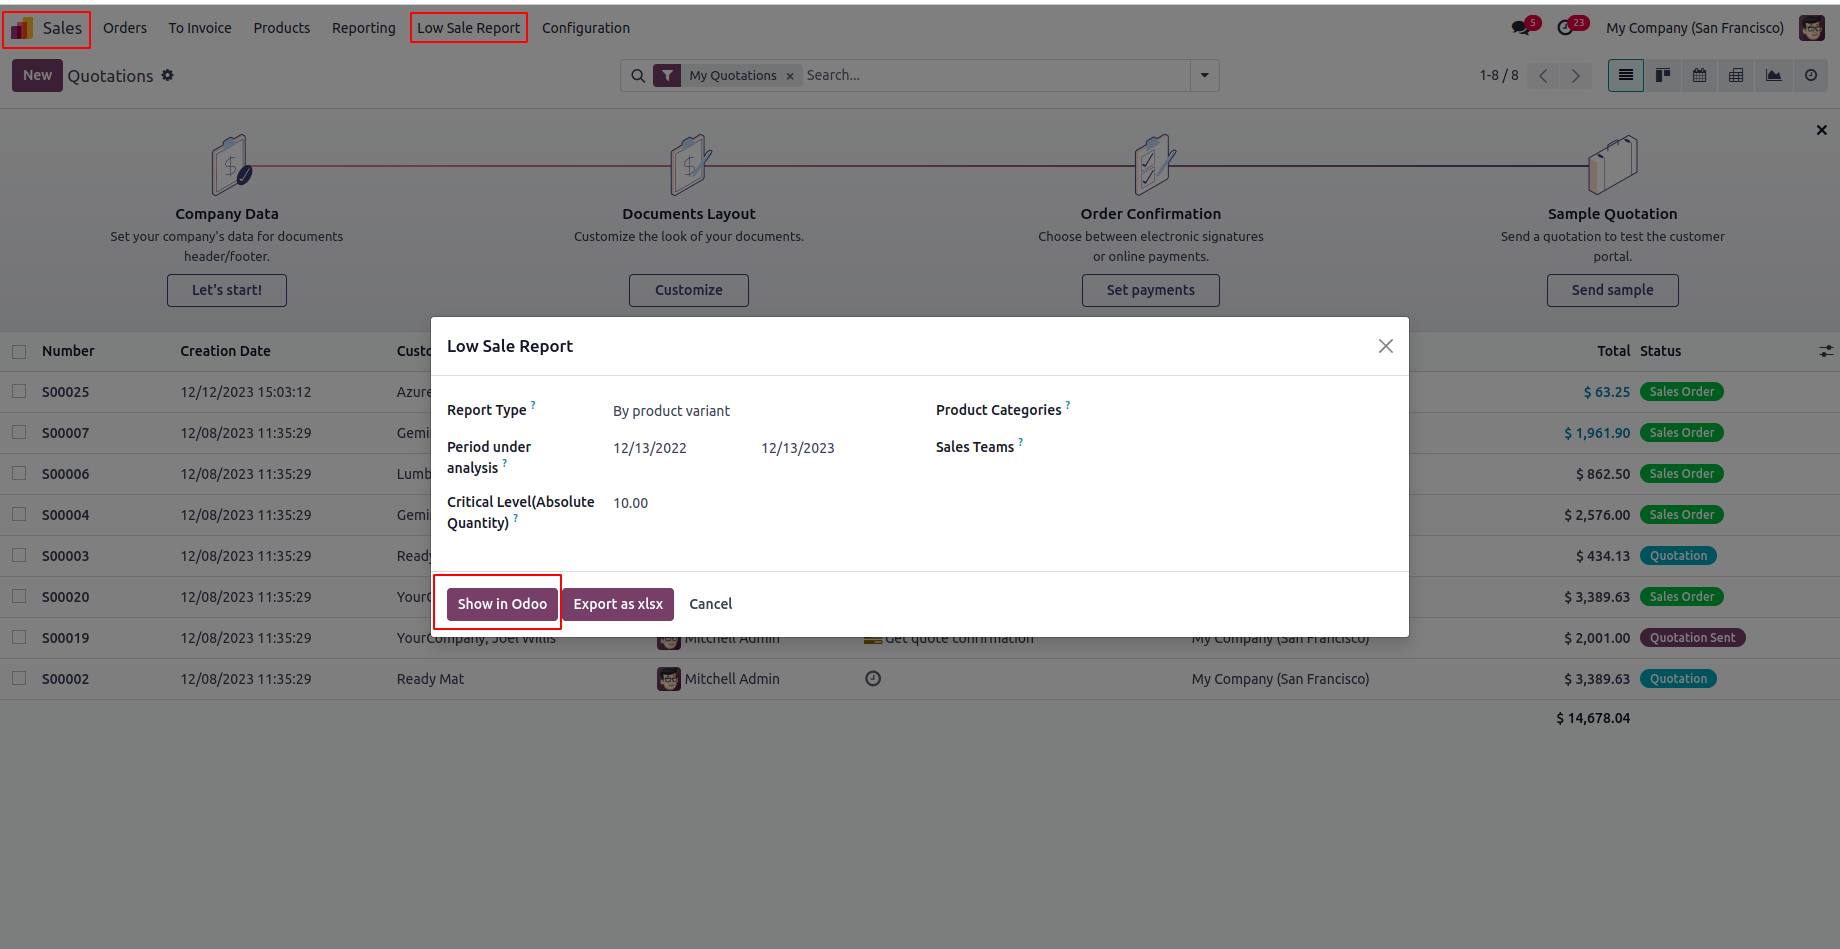 Sales Orders To Invoice Products Reporting Low Sale Report Configuration 5 23 My Company (San Francisco)
New Quotations My Quotations × Search... 1-8 / 8
Company Data Documents Layout Order Confirmation Sample Quotation
Set your company's data for documents Customize the look of your documents. Choose between electronic signatures Send a quotation to test the customer
header/footer. or online payments. portal.
Let's start! Customize Set payments Send sample
Number Creation Date Custo Total Status
S00025 12/12/2023 15:03:12 Azure $ 63.25 Sales Order
S00007 12/08/2023 11:35:29 Gemi $ 1,961.90 Sales Order
S00006 12/08/2023 11:35:29 Lumb $ 862.50 Sales Order
S00004 12/08/2023 11:35:29 Gemi $ 2,576.00 Sales Order
S00003 12/08/2023 11:35:29 Ready $ 434.13 Quotation
S00020 12/08/2023 11:35:29 YourC $ 3,389.63 Sales Order
S00019 12/08/2023 11:35:29 YourCompany, Joel Willis Mitchell Admin Get quote confirmation My Company (San Francisco) $ 2,001.00 Quotation Sent
S00002 12/08/2023 11:35:29 Ready Mat Mitchell Admin My Company (San Francisco) $ 3,389.63 Quotation
$ 14,678.04
Low Sale Report
Report Type ? By product variant Product Categories ?
Period under 12/13/2022 12/13/2023 Sales Teams ?
analysis ?
Critical Level(Absolute 10.00
Quantity) ?
Show in Odoo Export as xlsx Cancel